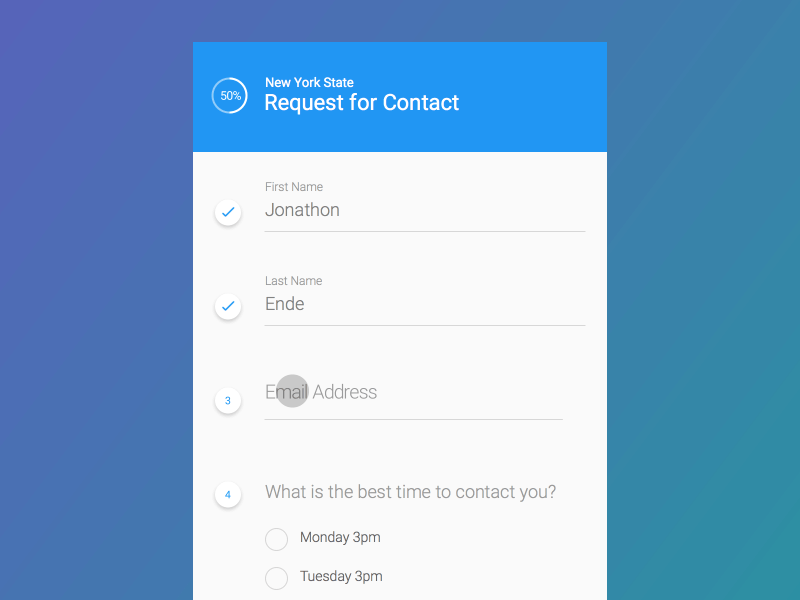 New York State
50%
Request for Contact
First Name
Jonathon
Last Name
Ende
Email Address
3
What is the best time to contact you?
4
Monday 3pm
Tuesday 3pm